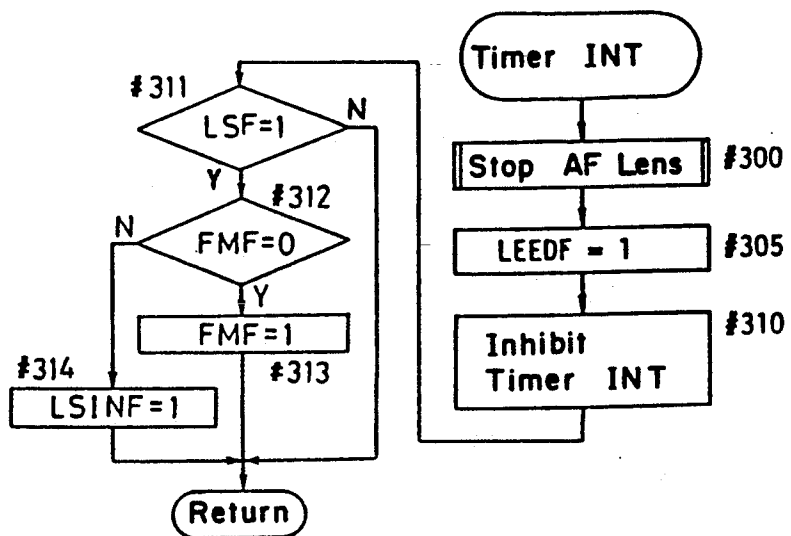 Timer INT
Stop AF Lens
#300
LEEDF = 1
#305
Inhibit
Timer INT
#310
#311
LSF=1
N
Y
#312
FMF=0
N
Y
FMF=1
#313
#314
LSINF=1
Return